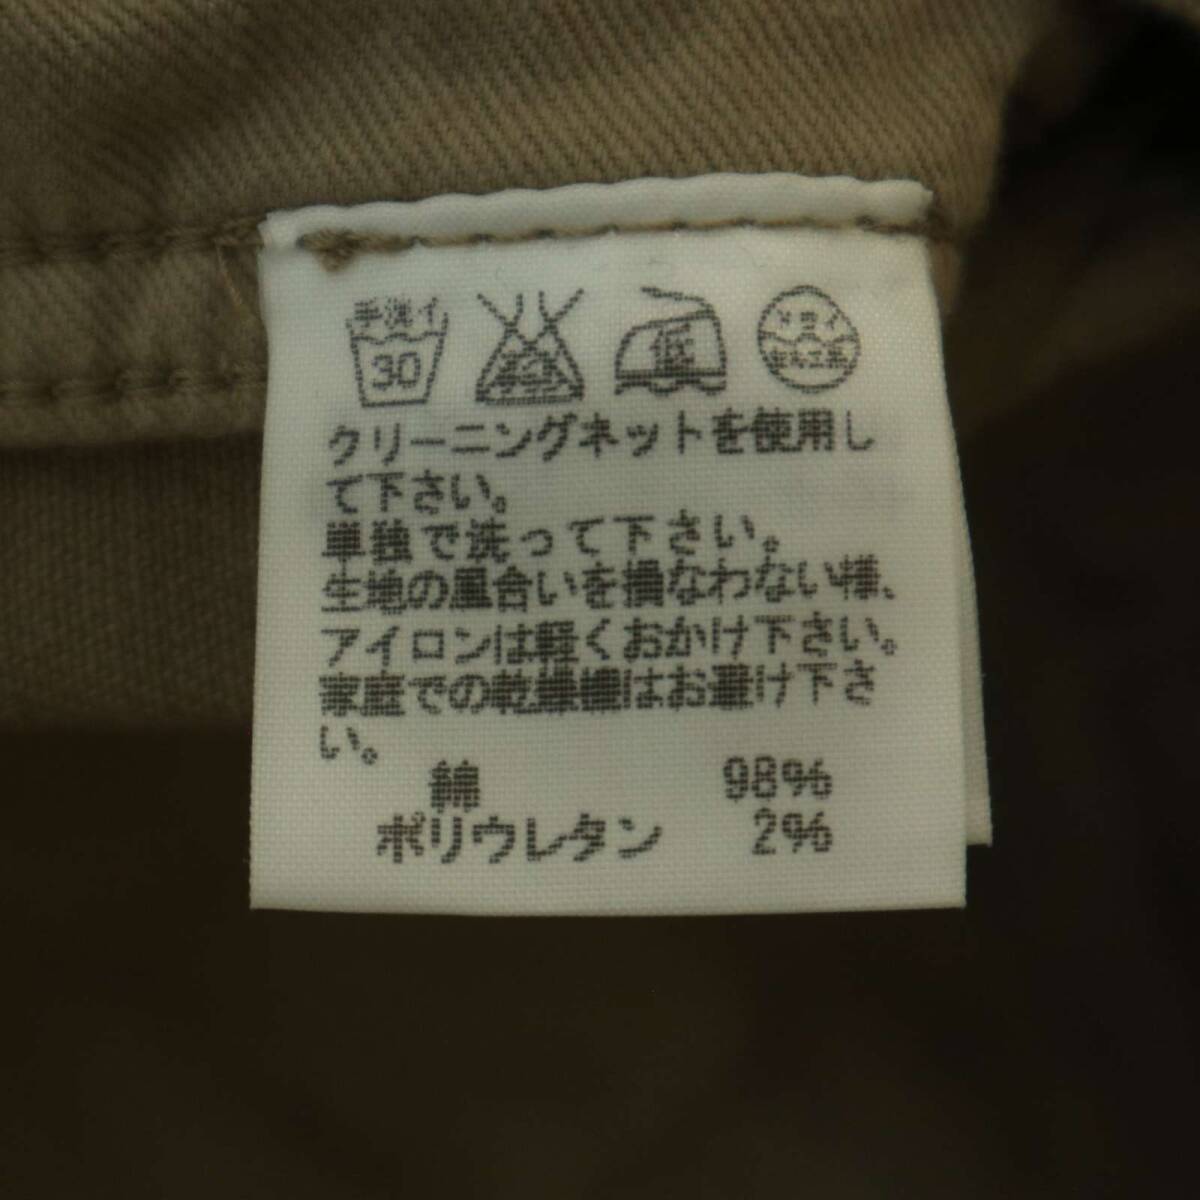 手洗イ
30
低
ドライ
セキユ系
クリーニングネットを使用し
て下さい。
単独で洗って下さい。
生地の風合いを損なわない様、
アイロンは軽くおかけ下さい。
家庭での乾燥機はお避け下さ
い。
綿 98%
ポリウレタン 2%